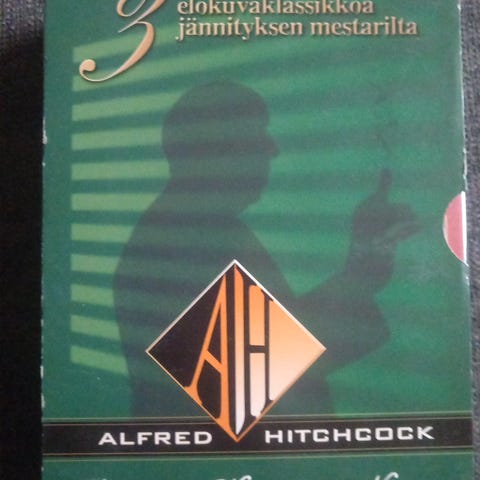 3 elokuvaklassikkoa
jännityksen mestarilta
AH
ALFRED HITCHCOCK